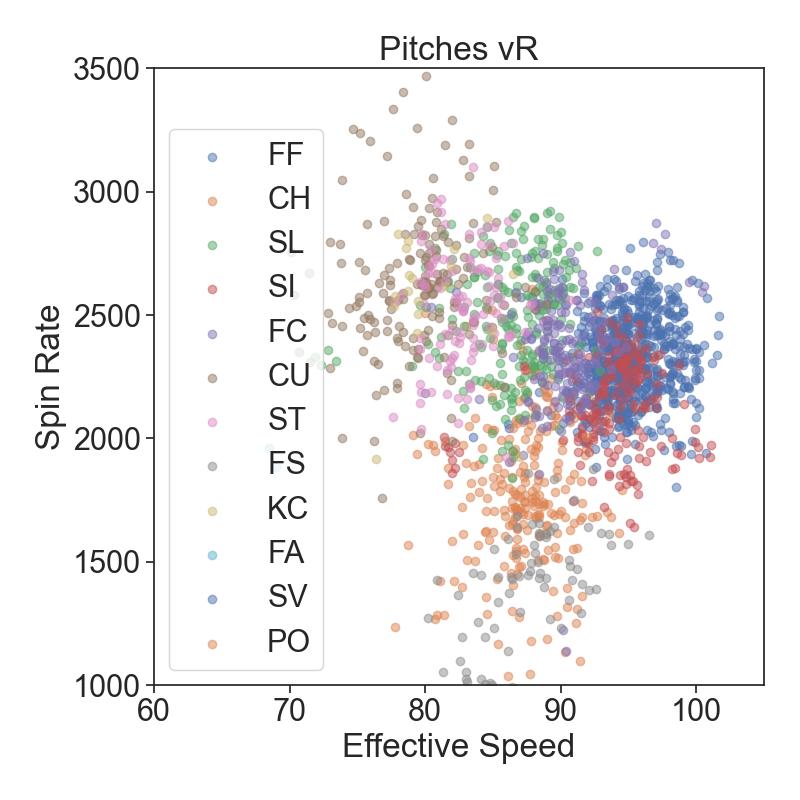 Pitches vR
3500
3000
2500
2000
1500
1000
Spin Rate
FF
CH
SL
SI
FC
CU
ST
FS
KC
FA
SV
PO
60 70 80 90 100
Effective Speed